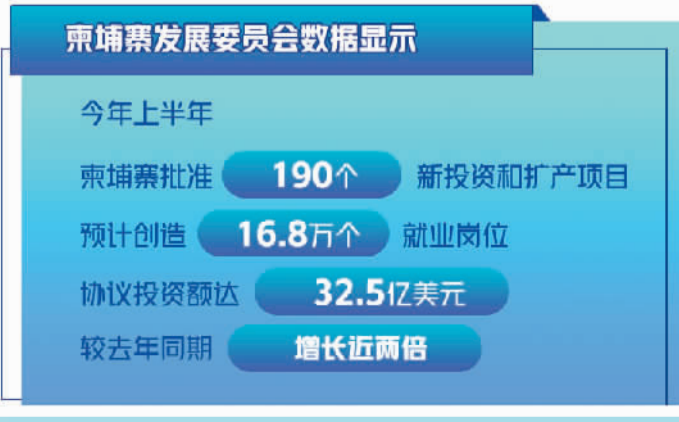 柬埔寨发展委员会数据显示
今年上半年
柬埔寨批准 190个 新投资和扩产项目
预计创造 16.8万个 就业岗位
协议投资额达 32.5亿美元
较去年同期 增长近两倍